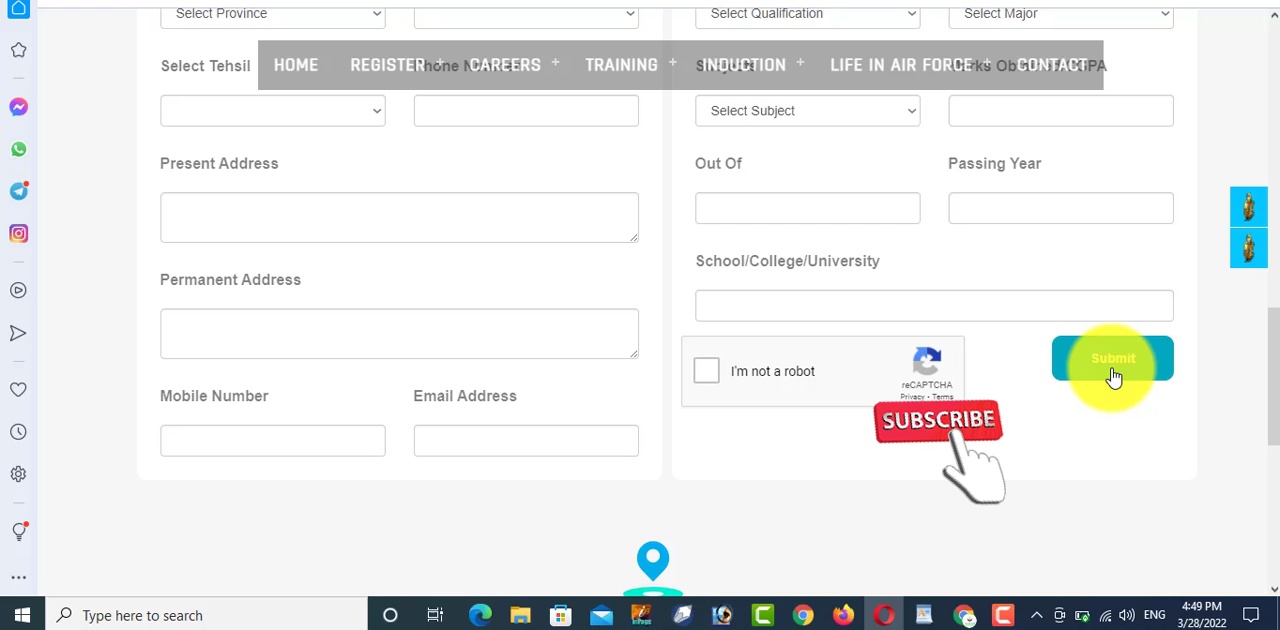 Select Province
Select Qualification
Select Major
HOME REGISTER + CAREERS + TRAINING + INDUCTION + LIFE IN AIR FORCE + CONTACT
Select Tehsil
Select Subject
Present Address
Out Of
Passing Year
Permanent Address
School/College/University
I'm not a robot
reCAPTCHA
Privacy - Terms
Submit
SUBSCRIBE
Mobile Number
Email Address
Type here to search
ENG
4:49 PM
3/28/2022